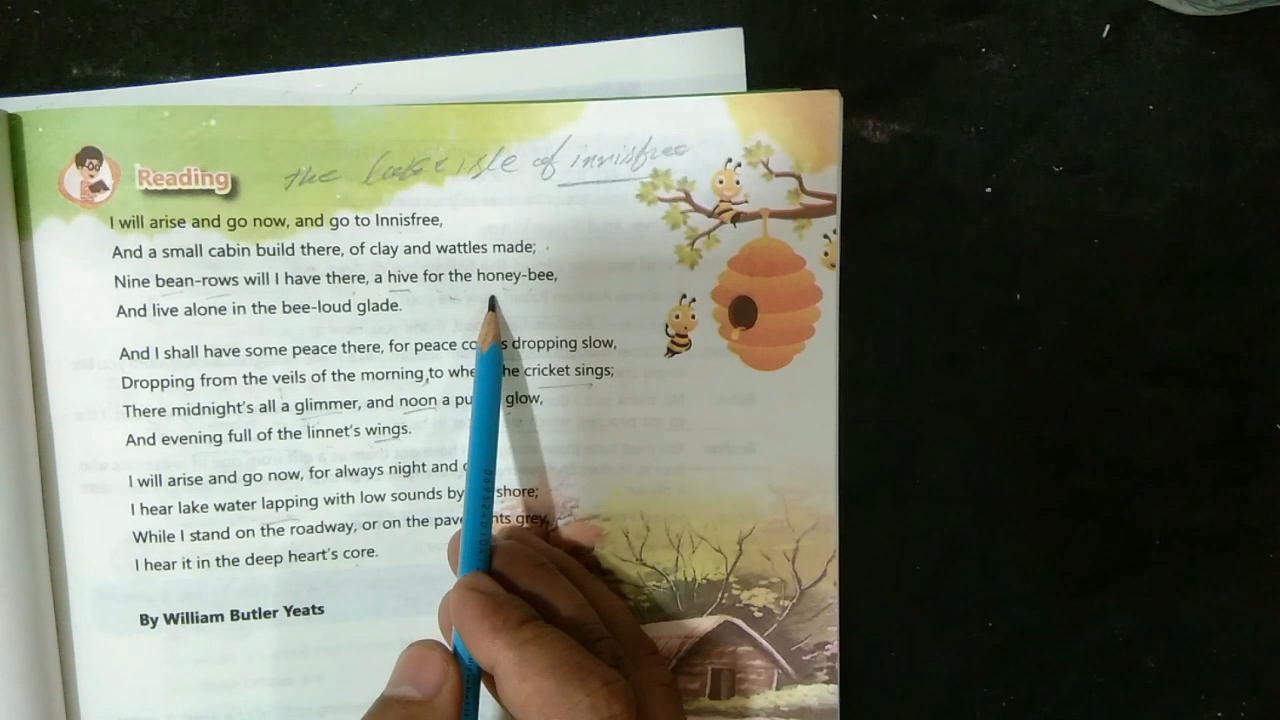 the lake isle of innisfree
Reading
I will arise and go now, and go to Innisfree,
And a small cabin build there, of clay and wattles made;
Nine bean-rows will I have there, a hive for the honey-bee,
And live alone in the bee-loud glade.
And I shall have some peace there, for peace dropping slow,
Dropping from the veils of the morning to cricket sings;
There midnight's all a glimmer, and noon a glow,
And evening full of the linnet's wings.
I will arise and go now, for always night and
I hear lake water lapping with low sounds by shore;
While I stand on the roadway, or on the grey,
I hear it in the deep heart's core.
By William Butler Yeats